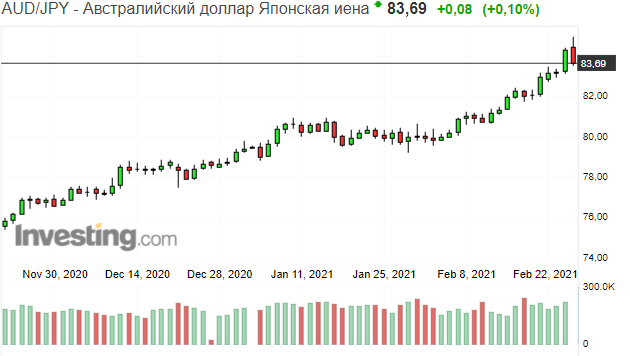 AUD/JPY - Австралийский доллар Японская иена 83,69 +0,08 (+0,10%)
83,69
82,00
80,00
78,00
76,00
Investing.com
74,00
Nov 30, 2020 Dec 14, 2020 Dec 28, 2020 Jan 11, 2021 Jan 25, 2021 Feb 8, 2021 Feb 22, 2021
300.0K
0